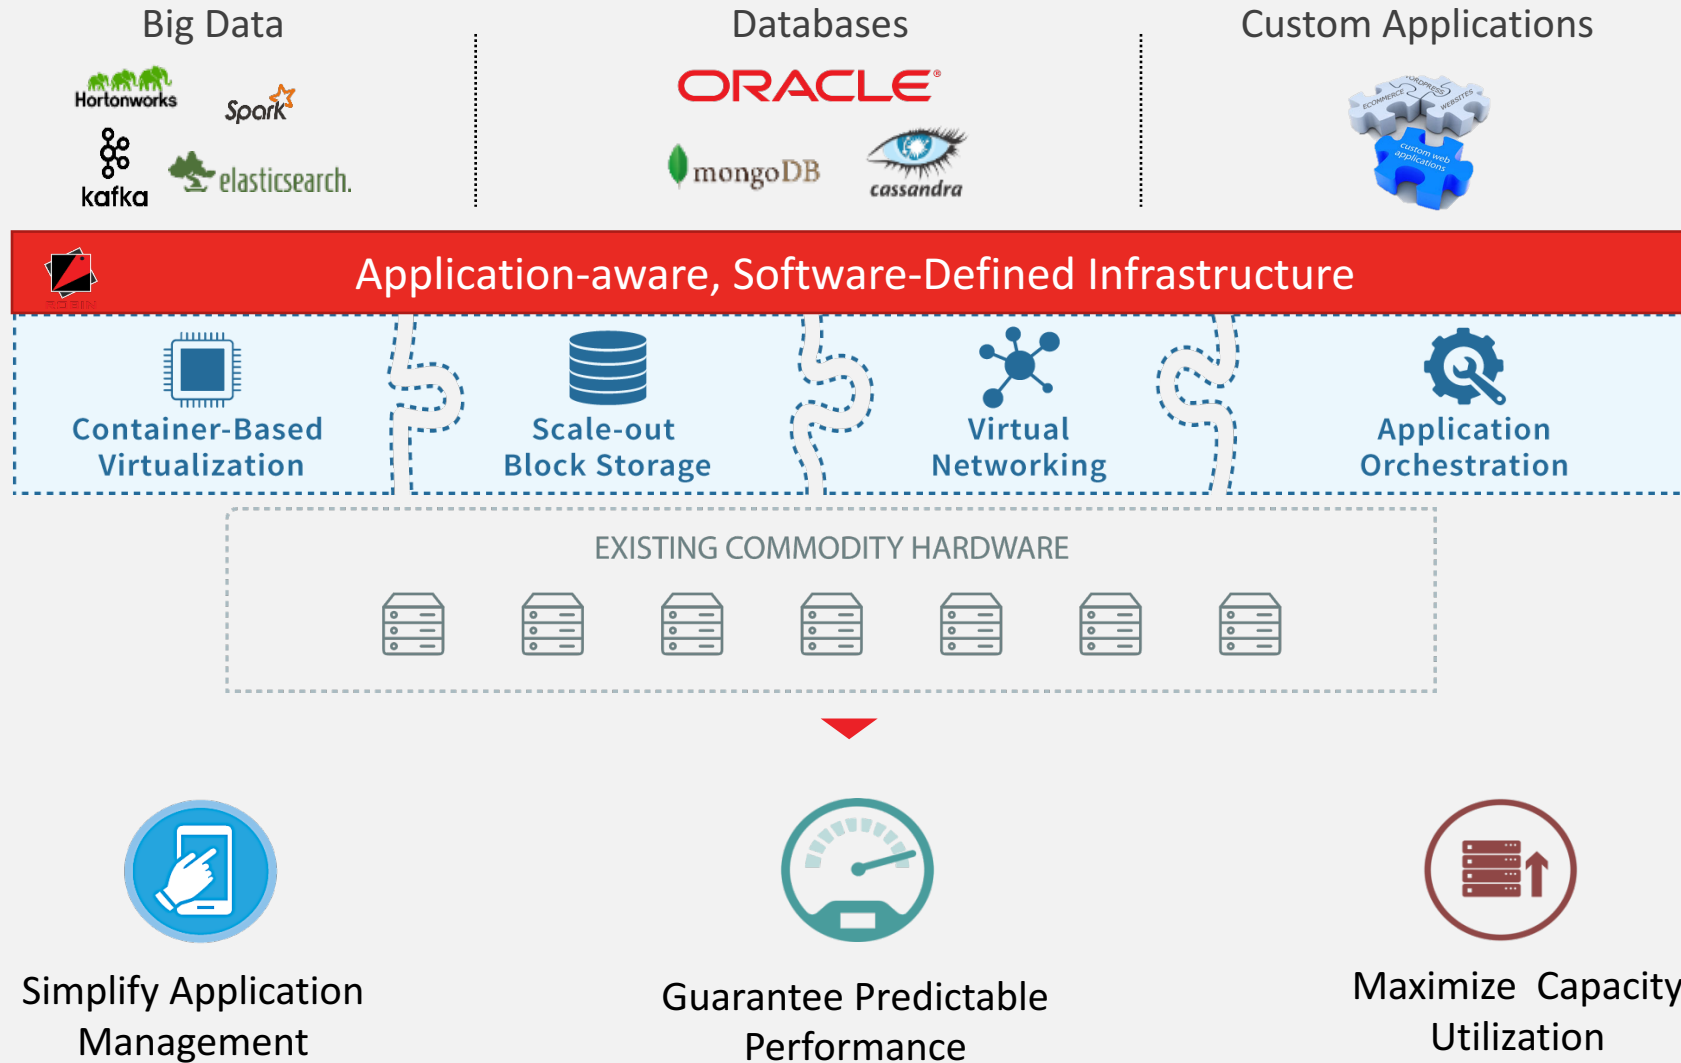 Big Data
Databases
Custom Applications
Hortonworks
Spark
kafka
elasticsearch.
ORACLE®
mongoDB
cassandra
ECOMMERCE
WEBSITES
custom web
applications
ROBIN
Application-aware, Software-Defined Infrastructure
Container-Based
Virtualization
Scale-out
Block Storage
Virtual
Networking
Application
Orchestration
EXISTING COMMODITY HARDWARE
Simplify Application
Management
Guarantee Predictable
Performance
Maximize Capacity
Utilization